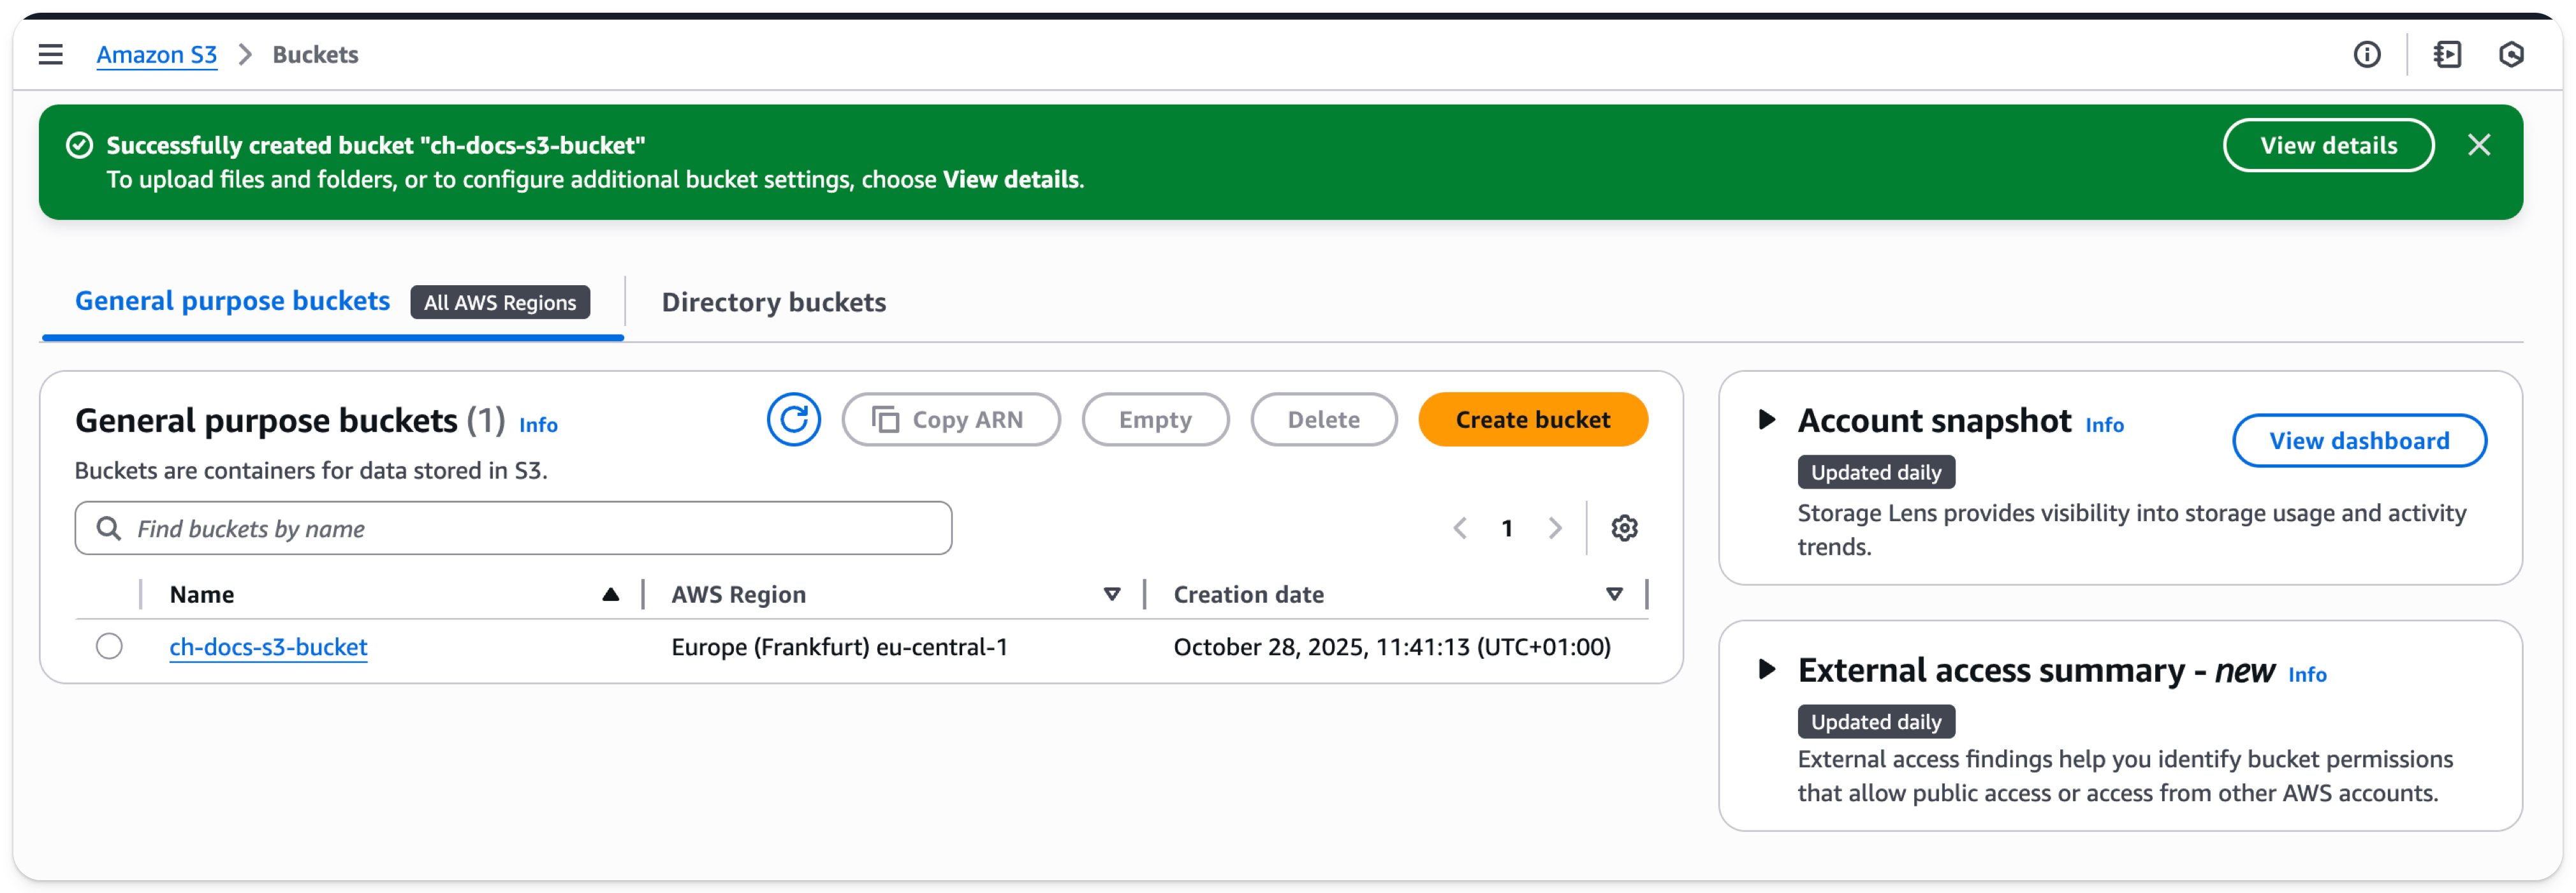 Amazon S3 > Buckets
Successfully created bucket "ch-docs-s3-bucket"
To upload files and folders, or to configure additional bucket settings, choose View details.
View details
General purpose buckets All AWS Regions
Directory buckets
General purpose buckets (1) Info
Copy ARN
Empty
Delete
Create bucket
Buckets are containers for data stored in S3.
Find buckets by name
1
Name AWS Region Creation date
ch-docs-s3-bucket Europe (Frankfurt) eu-central-1 October 28, 2025, 11:41:13 (UTC+01:00)
Account snapshot Info
View dashboard
Updated daily
Storage Lens provides visibility into storage usage and activity
trends.
External access summary - new Info
Updated daily
External access findings help you identify bucket permissions
that allow public access or access from other AWS accounts.